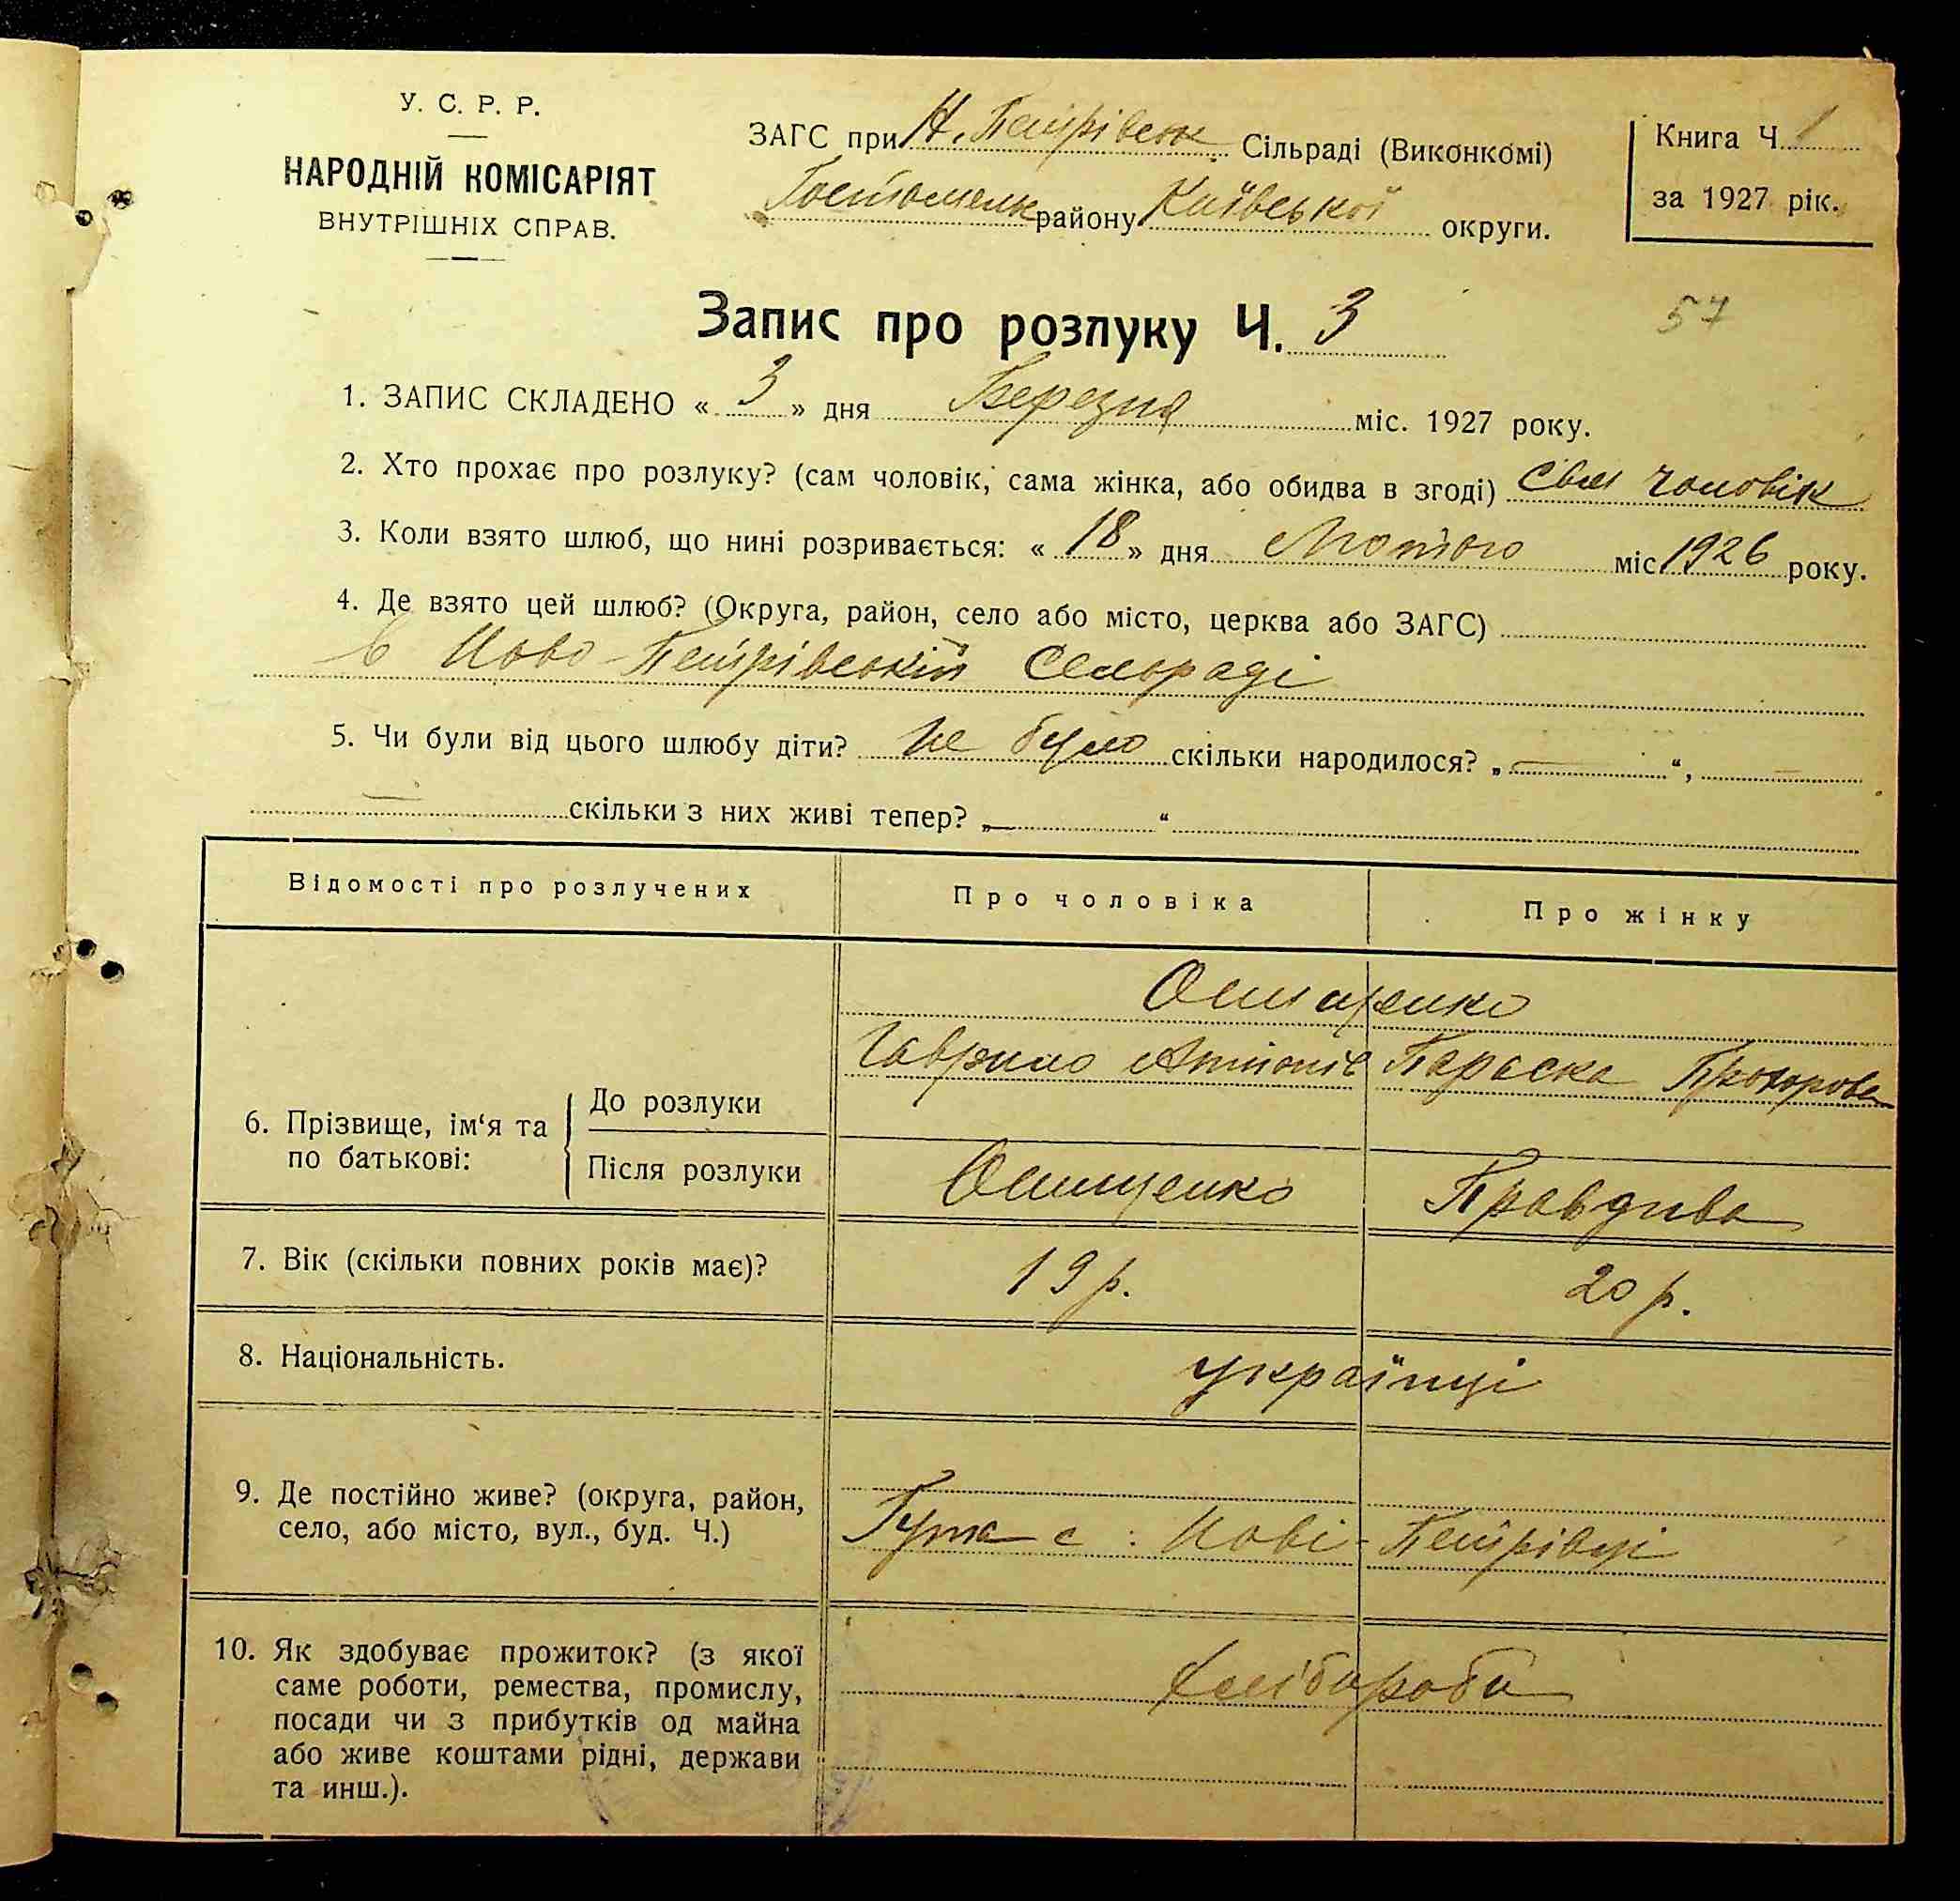 У. С. Р. Р.
НАРОДНІЙ КОМІСАРІЯТ
ВНУТРІШНІХ СПРАВ.
ЗАГС при Н. Петрівськ. Сільраді (Виконкомі)
Гостомельк району Київської округи.
Книга Ч. 1
за 1927 рік.
Запис про розлуку Ч. 3
57
1. ЗАПИС СКЛАДЕНО « 3 » дня Березня міс. 1927 року.
2. Хто прохає про розлуку? (сам чоловік, сама жінка, або обидва в згоді) Сам чоловік
3. Коли взято шлюб, що нині розривається: « 18 » дня Лютого міс. 1926 року.
4. Де взято цей шлюб? (Округа, район, село або місто, церква або ЗАГС)
в Ново-Петрівській Сельраді
5. Чи були від цього шлюбу діти? не було скільки народилося? „ — “, —
— скільки з них живі тепер? „ — “
Відомості про розлучених Про чоловіка Про жінку
6. Прізвище, ім‘я та по батькові:
До розлуки
Гаврило Антонів Параска Прохорова
Після розлуки
Правдива
7. Вік (скільки повних років має)? 19 р. 20 р.
8. Національність. українці
9. Де постійно живе? (округа, район,
село, або місто, вул., буд. Ч.)
с : Нові-Петрівці
10. Як здобуває прожиток? (з якої
саме роботи, ремества, промислу,
посади чи з прибутків од майна
або живе коштами рідні, держави
та инш.).
хлібороби